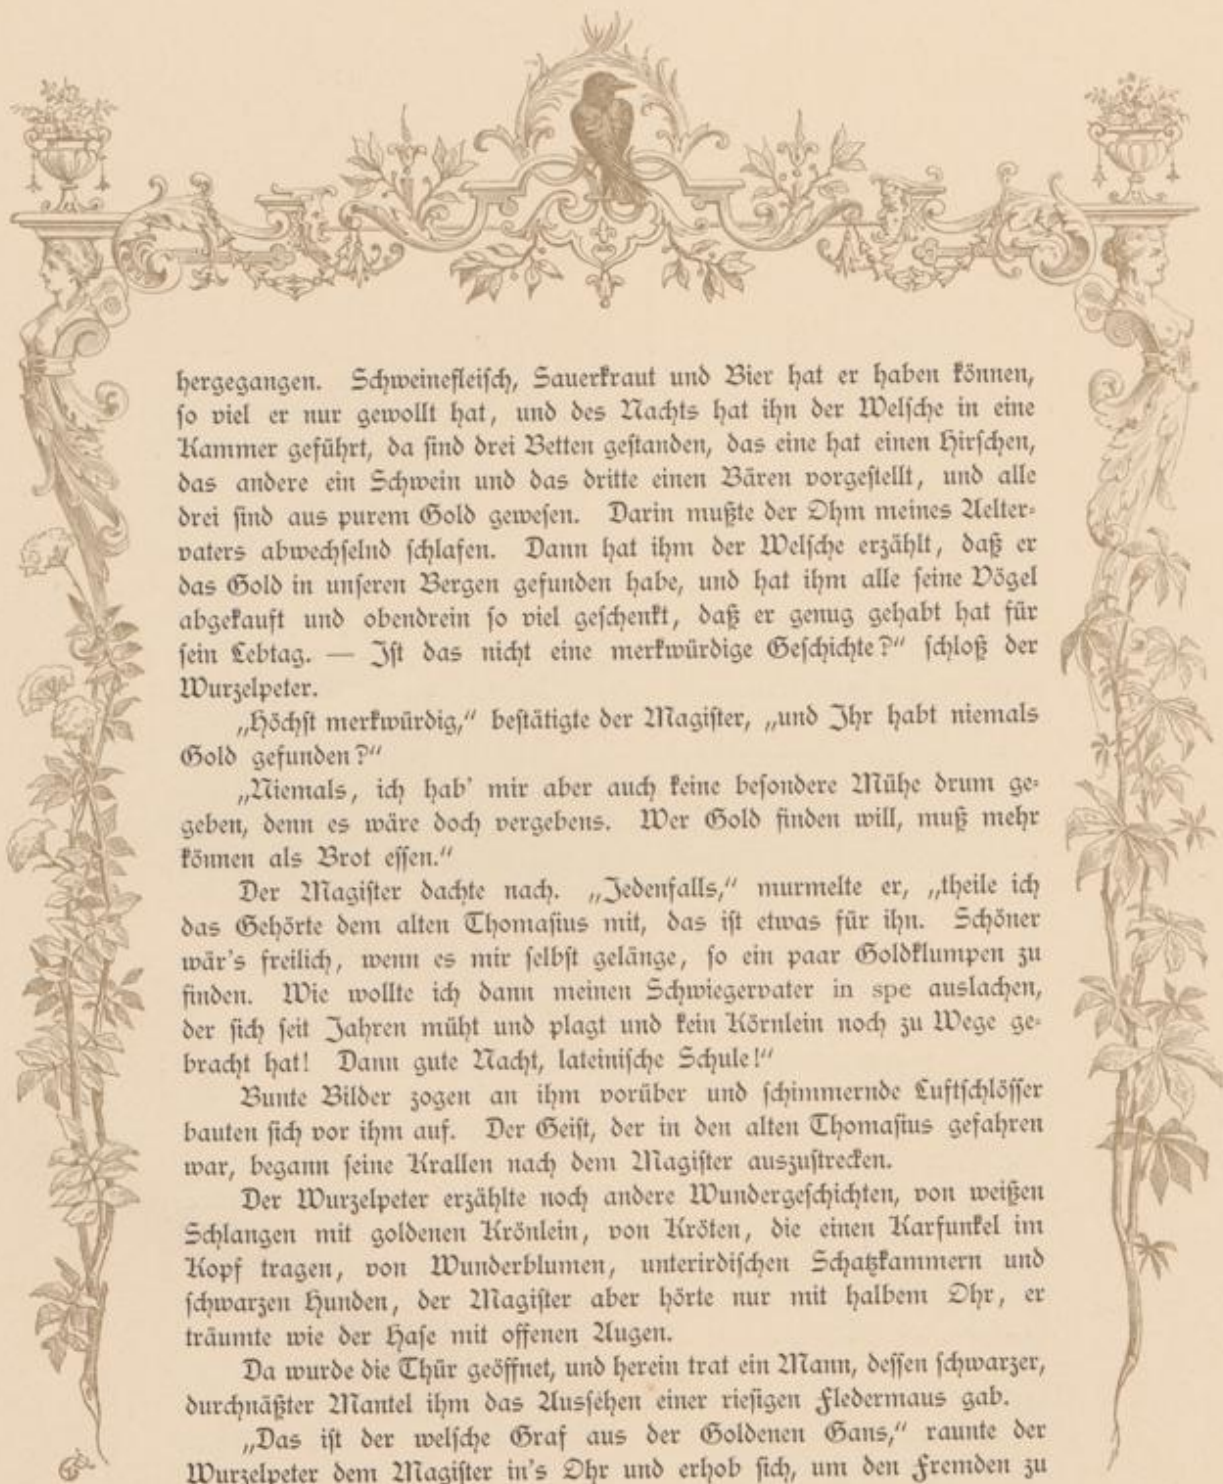 hergegangen. Schweinefleisch, Sauerkraut und Bier hat er haben können,
so viel er nur gewollt hat, und des Nachts hat ihn der Welsche in eine
Kammer geführt, da sind drei Betten gestanden, das eine hat einen Hirschen,
das andere ein Schwein und das dritte einen Bären vorgestellt, und alle
drei sind aus purem Gold gewesen. Darin mußte der Ohm meines Aelter-
vaters abwechselnd schlafen. Dann hat ihm der Welsche erzählt, daß er
das Gold in unseren Bergen gefunden habe, und hat ihm alle seine Vögel
abgekauft und obendrein so viel geschenkt, daß er genug gehabt hat für
sein Lebtag. — Ist das nicht eine merkwürdige Geschichte?“ schloß der
Wurzelpeter.
„Höchst merkwürdig,“ bestätigte der Magister, „und Ihr habt niemals
Gold gefunden?“
„Niemals, ich hab' mir aber auch keine besondere Mühe drum ge-
geben, denn es wäre doch vergebens. Wer Gold finden will, muß mehr
können als Brot essen.“
Der Magister dachte nach. „Jedenfalls,“ murmelte er, „theile ich
das Gehörte dem alten Thomasius mit, das ist etwas für ihn. Schöner
wär's freilich, wenn es mir selbst gelänge, so ein paar Goldklumpen zu
finden. Wie wollte ich dann meinen Schwiegervater in spe auslachen,
der sich seit Jahren müht und plagt und kein Körnlein noch zu Wege ge-
bracht hat! Dann gute Nacht, lateinische Schule!“
Bunte Bilder zogen an ihm vorüber und schimmernde Luftschlösser
bauten sich vor ihm auf. Der Geist, der in den alten Thomasius gefahren
war, begann seine Krallen nach dem Magister auszustrecken.
Der Wurzelpeter erzählte noch andere Wundergeschichten, von weißen
Schlangen mit goldenen Krönlein, von Kröten, die einen Karfunkel im
Kopf tragen, von Wunderblumen, unterirdischen Schatzkammern und
schwarzen Hunden, der Magister aber hörte nur mit halbem Ohr, er
träumte wie der Hase mit offenen Augen.
Da wurde die Thür geöffnet, und herein trat ein Mann, dessen schwarzer,
durchnäßter Mantel ihm das Aussehen einer riesigen Fledermaus gab.
„Das ist der welsche Graf aus der Goldenen Gans,“ raunte der
Wurzelpeter dem Magister in's Ohr und erhob sich, um den Fremden zu